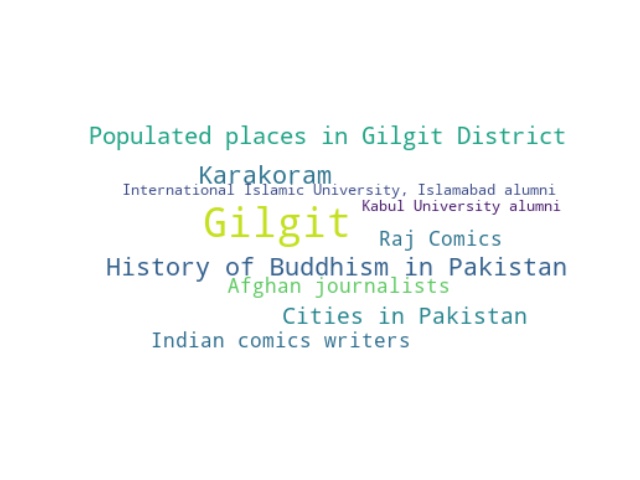 Populated places in Gilgit District
Karakoram
International Islamic University, Islamabad alumni
Kabul University alumni
Gilgit
Raj Comics
History of Buddhism in Pakistan
Afghan journalists
Cities in Pakistan
Indian comics writers